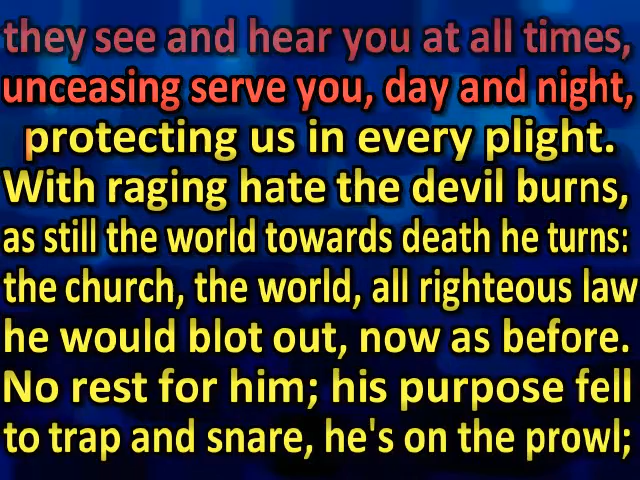 they see and hear you at all times,
unceasing serve you, day and night,
protecting us in every plight.
With raging hate the devil burns,
as still the world towards death he turns:
the church, the world, all righteous law
he would blot out, now as before.
No rest for him; his purpose fell
to trap and snare, he's on the prowl;